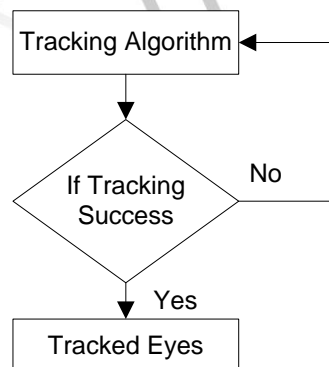 Tracking Algorithm
If Tracking
Success
No
Yes
Tracked Eyes